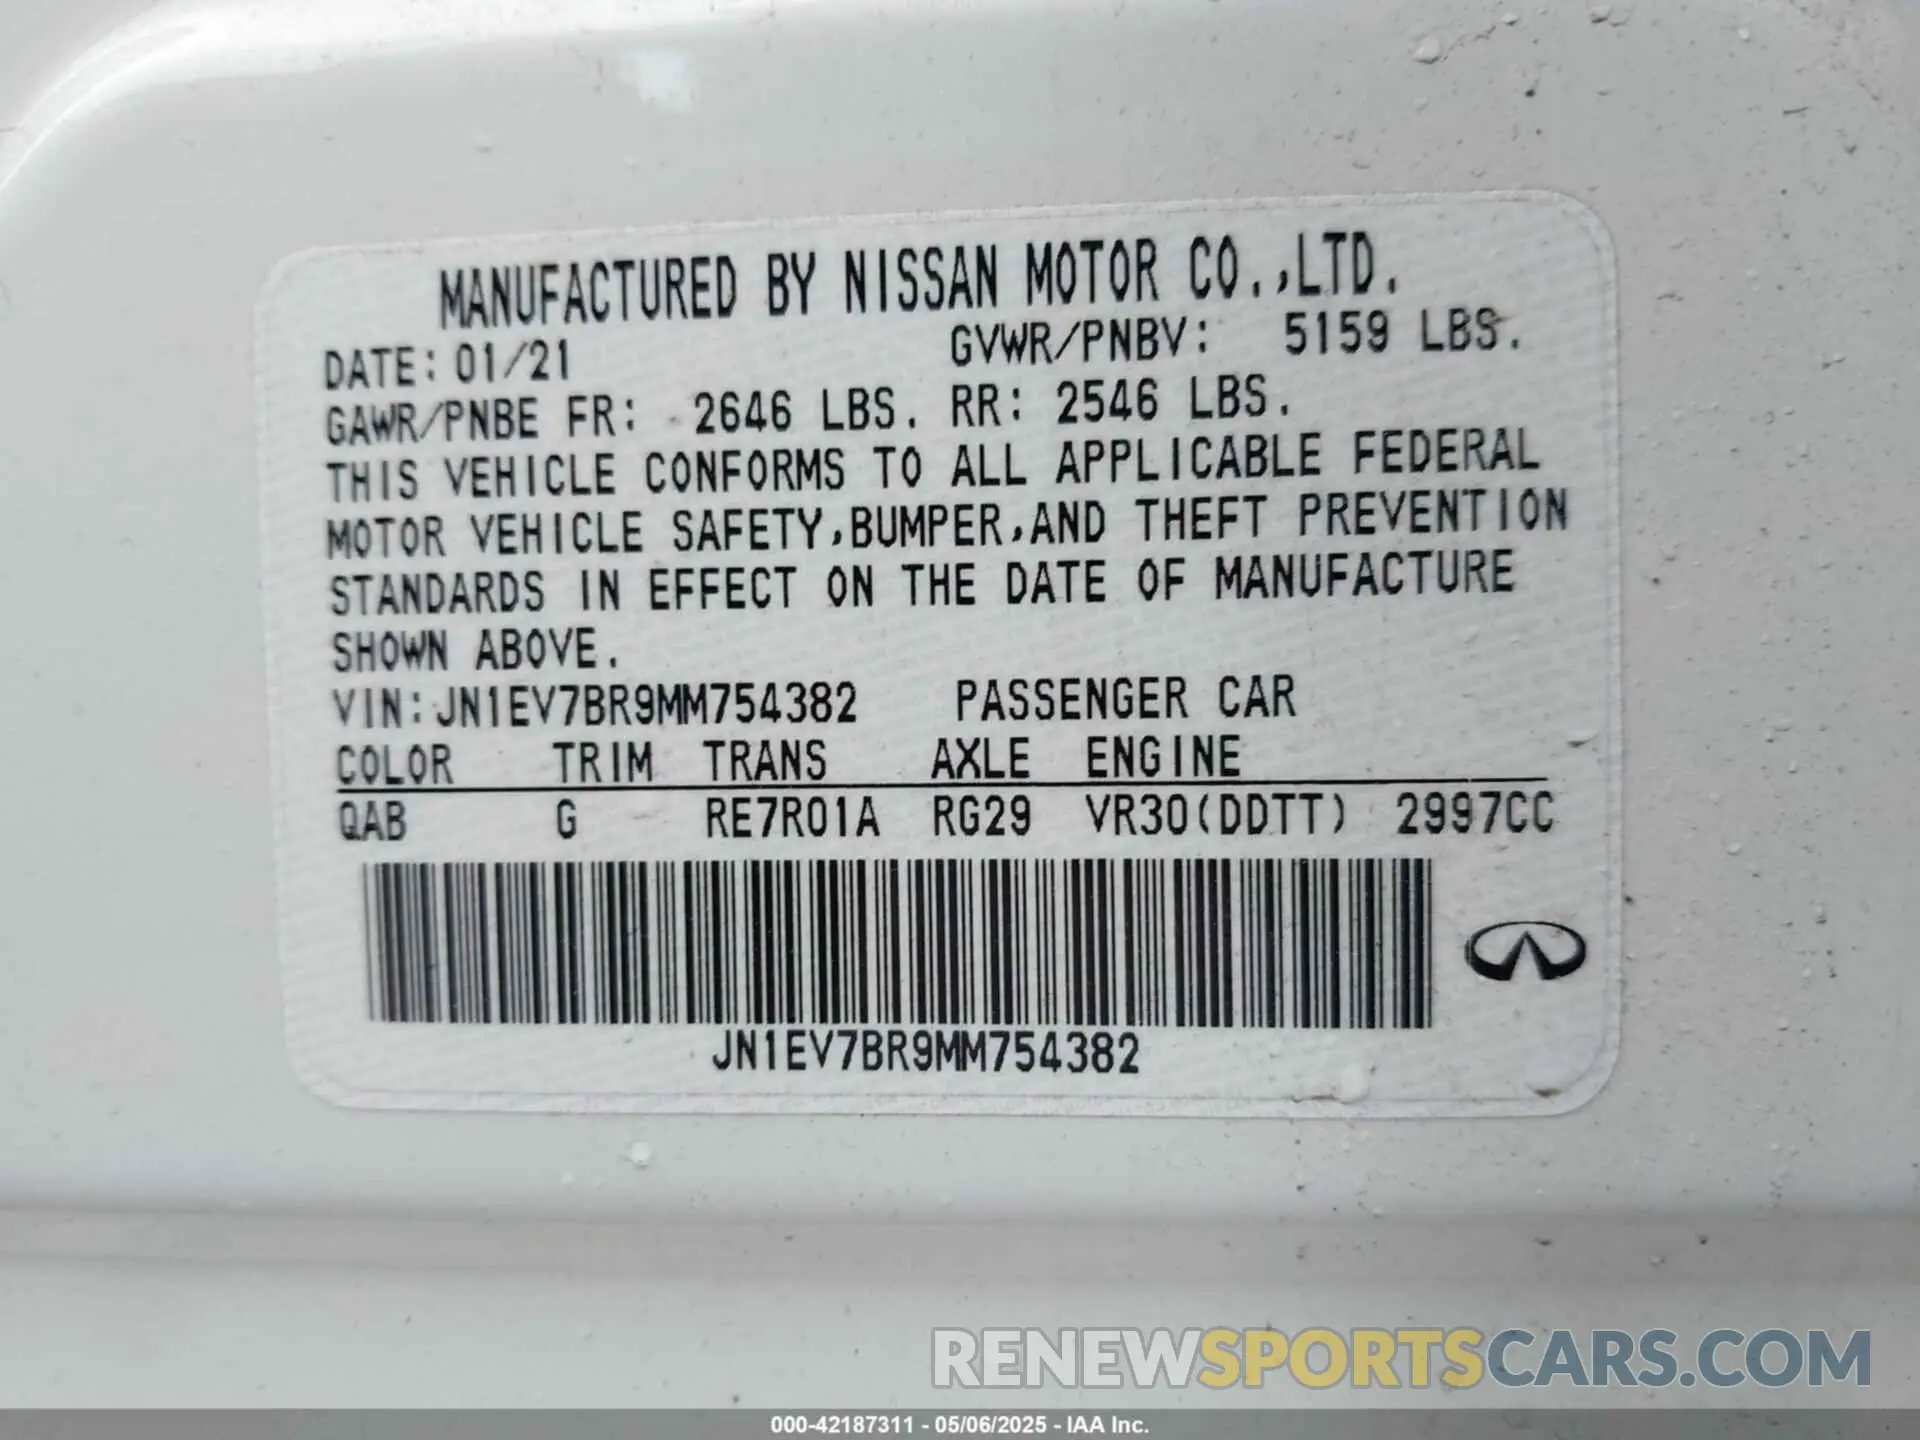 MANUFACTURED BY NISSAN MOTOR CO.,LTD.
DATE:01/21 GVWR/PNBV: 5159 LBS.
GAWR/PNBE FR: 2646 LBS. RR: 2546 LBS.
THIS VEHICLE CONFORMS TO ALL APPLICABLE FEDERAL
MOTOR VEHICLE SAFETY,BUMPER,AND THEFT PREVENTION
STANDARDS IN EFFECT ON THE DATE OF MANUFACTURE
SHOWN ABOVE.
VIN:JN1EV7BR9MM754382 PASSENGER CAR
COLOR TRIM TRANS AXLE ENGINE
QAB G RE7R01A RG29 VR30(DDTT) 2997CC
JN1EV7BR9MM754382
RENEWSPORTSCARS.COM
000-42187311 - 05/06/2025 - IAA Inc.